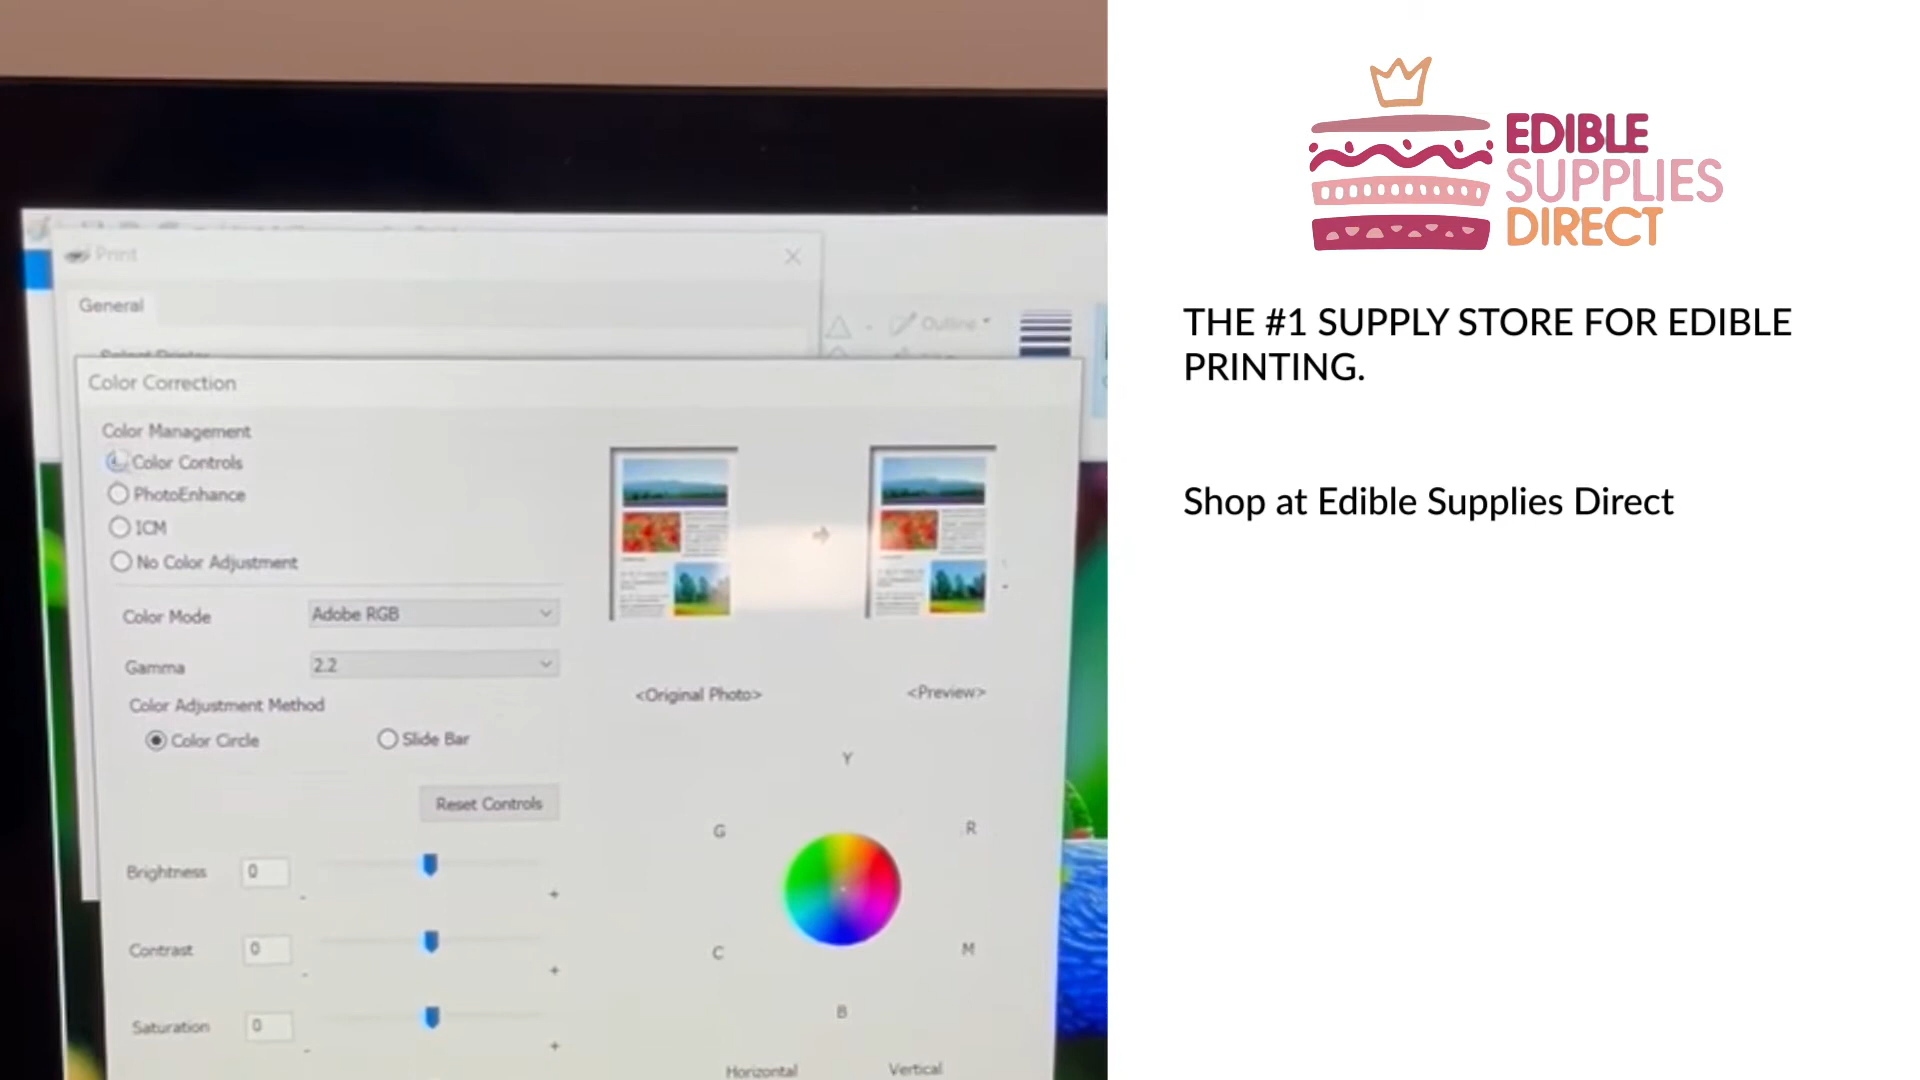 Print
General
Outline
Color Correction
Color Management
Color Controls
PhotoEnhance
ICM
No Color Adjustment
Color Mode
Adobe RGB
Gamma
2.2
Color Adjustment Method
Color Circle
Slide Bar
Reset Controls
Brightness
0
-
+
Contrast
0
-
+
Saturation
0
-
+
<Original Photo>
<Preview>
Y
G
R
C
M
B
Horizontal
Vertical
EDIBLE
SUPPLIES
DIRECT
THE #1 SUPPLY STORE FOR EDIBLE
PRINTING.
Shop at Edible Supplies Direct